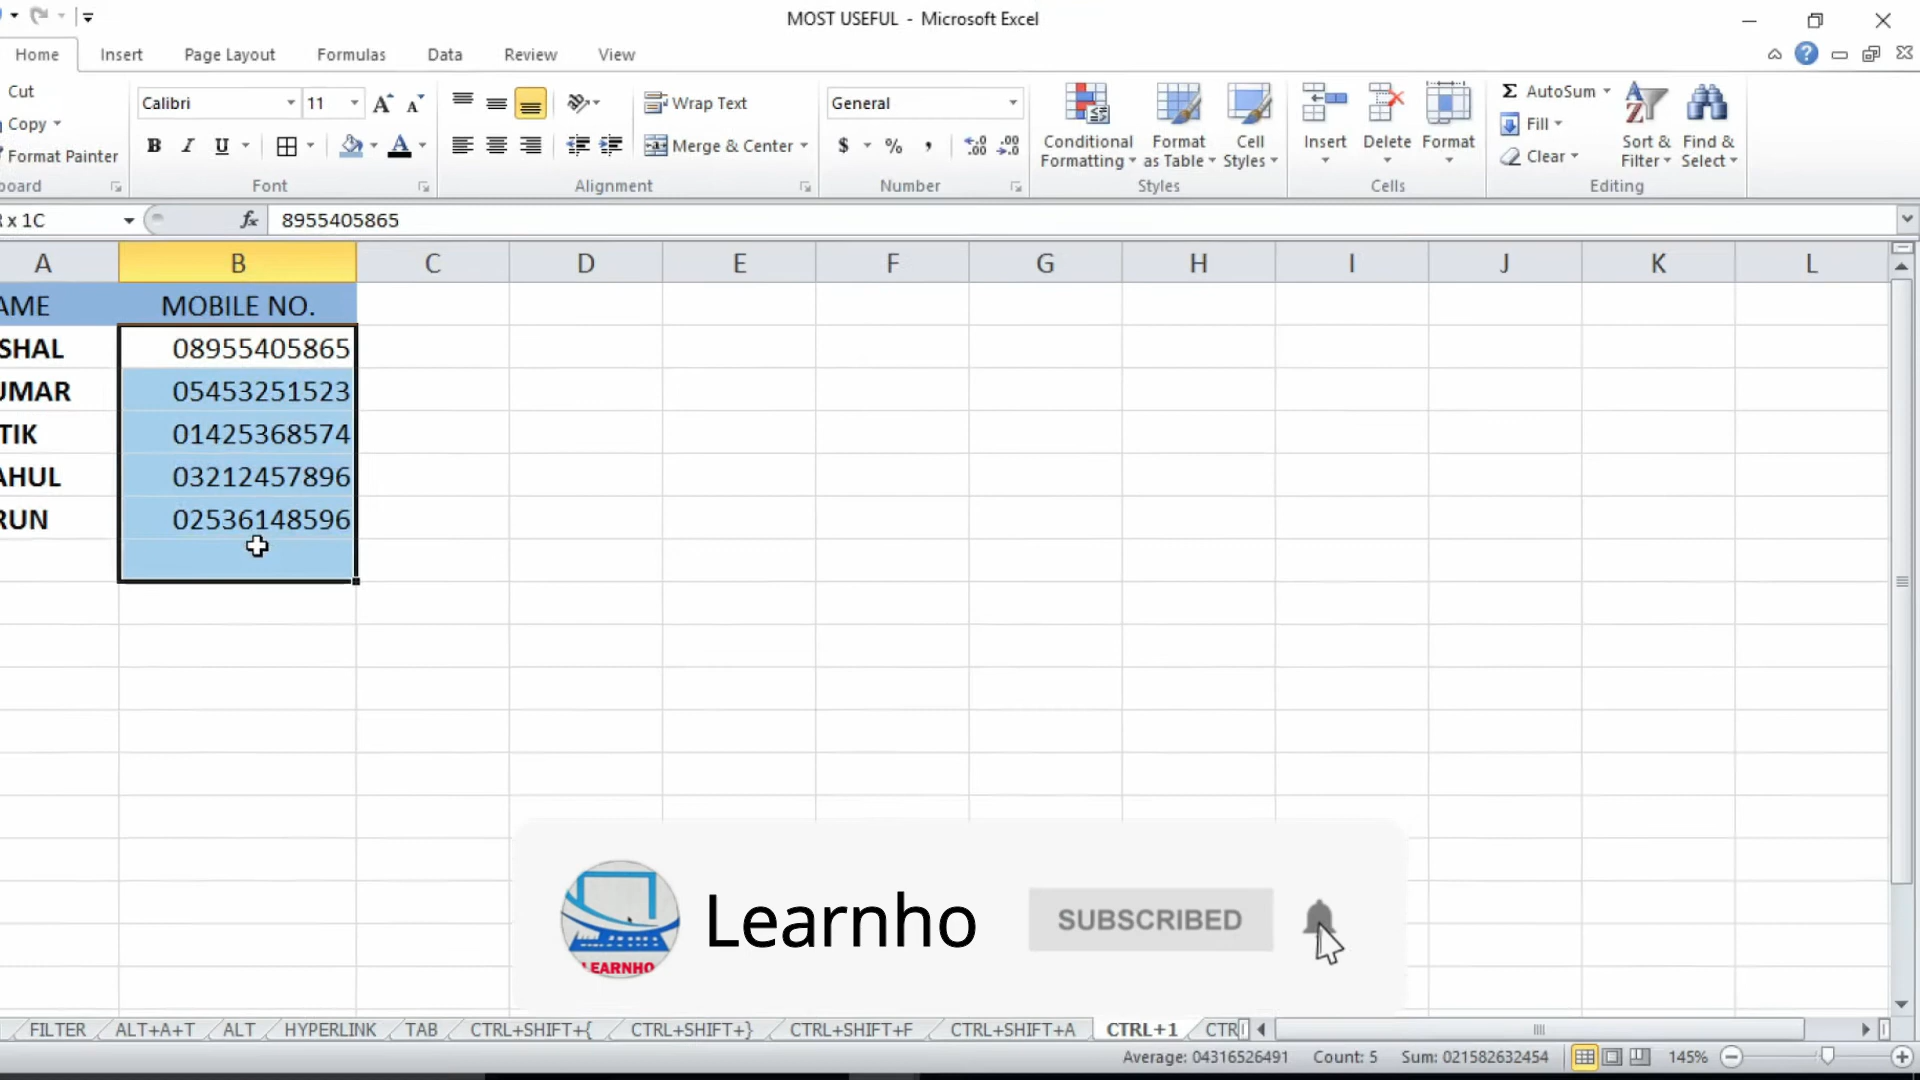 MOST USEFUL - Microsoft Excel
Home Insert Page Layout Formulas Data Review View
Cut
Copy
Format Painter
board
Calibri 11
B I U
Font
Wrap Text
Merge & Center
Alignment
General
$ % ,
Number
Conditional Formatting
Format as Table
Cell Styles
Styles
Insert Delete Format
Cells
Σ AutoSum
Fill
Clear
Sort & Filter
Find & Select
Editing
R x 1C fx 8955405865
A B C D E F G H I J K L
AME MOBILE NO.
SHAL 08955405865
UMAR 05453251523
TIK 01425368574
AHUL 03212457896
RUN 02536148596
LEARNHO
Learnho SUBSCRIBED
FILTER ALT+A+T ALT HYPERLINK TAB CTRL+SHIFT+{ CTRL+SHIFT+} CTRL+SHIFT+F CTRL+SHIFT+A CTRL+1 CTR
Average: 04316526491 Count: 5 Sum: 021582632454 145%